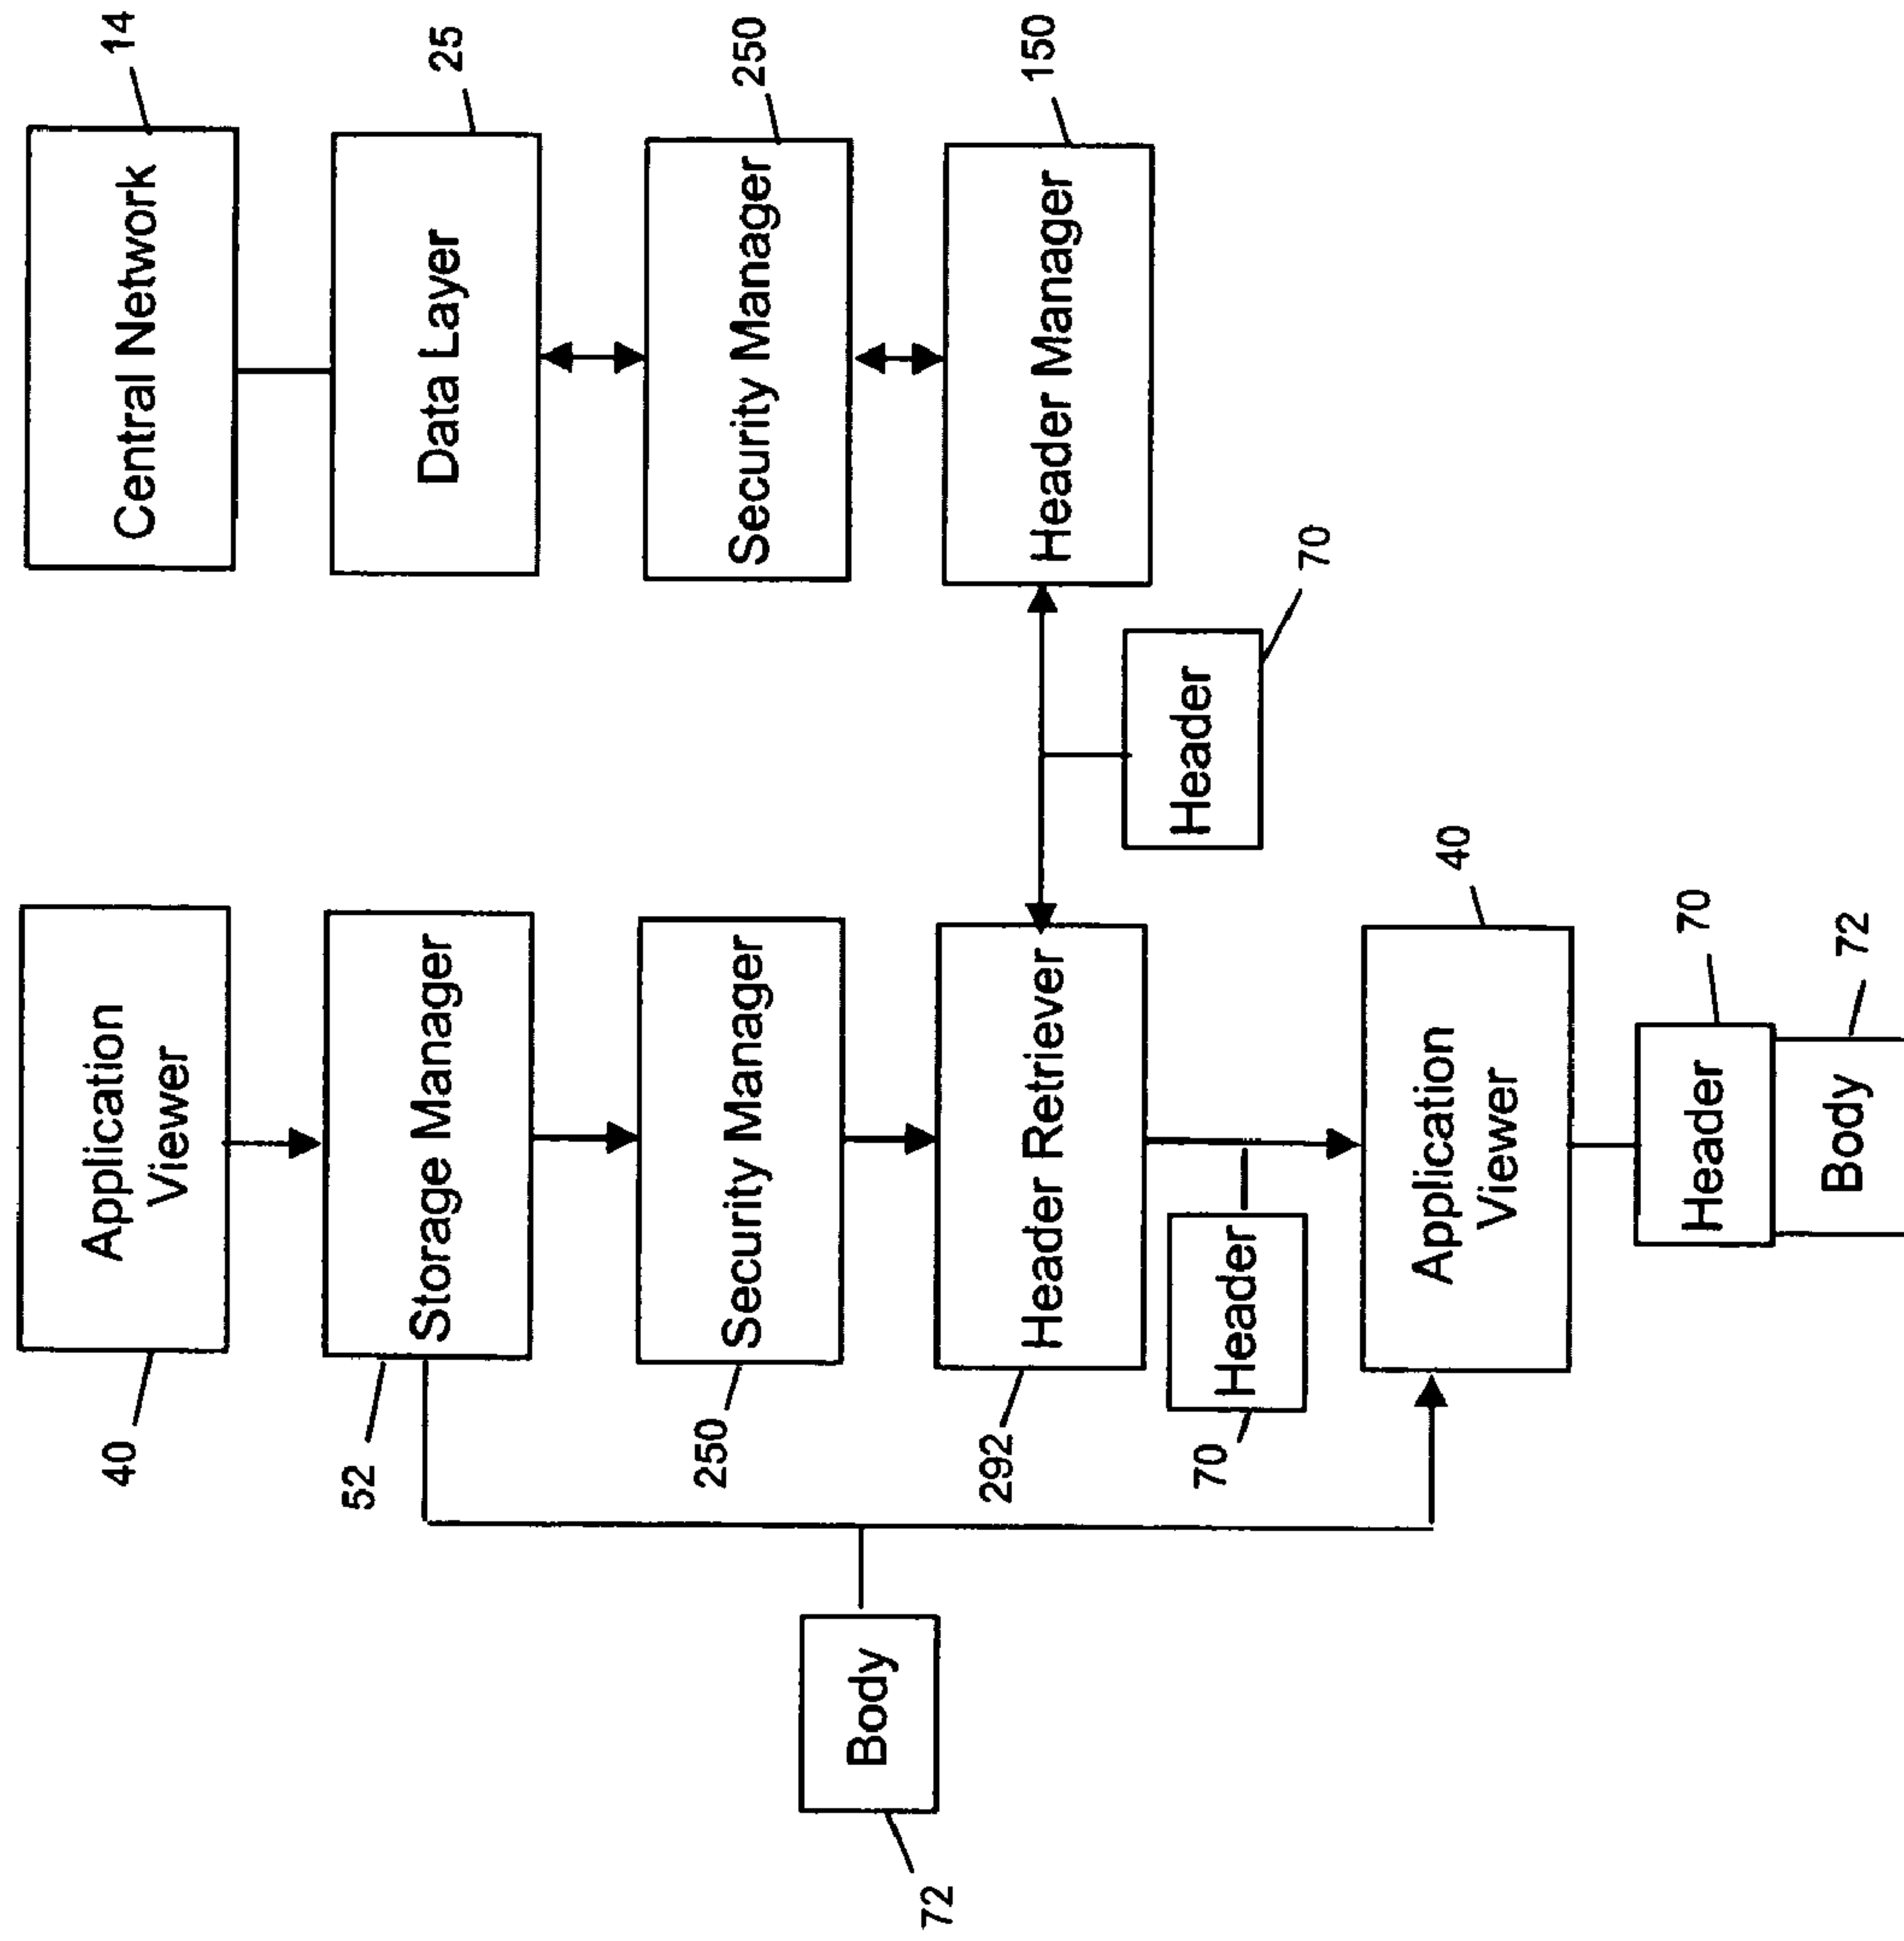 Central Network
14
Data Layer
25
Security Manager
250
Header Manager
150
Header
70
Application
Viewer
40
Storage Manager
52
Security Manager
250
Header Retriever
292
Header
70
Body
72
Application
Viewer
40
Header
70
Body
72